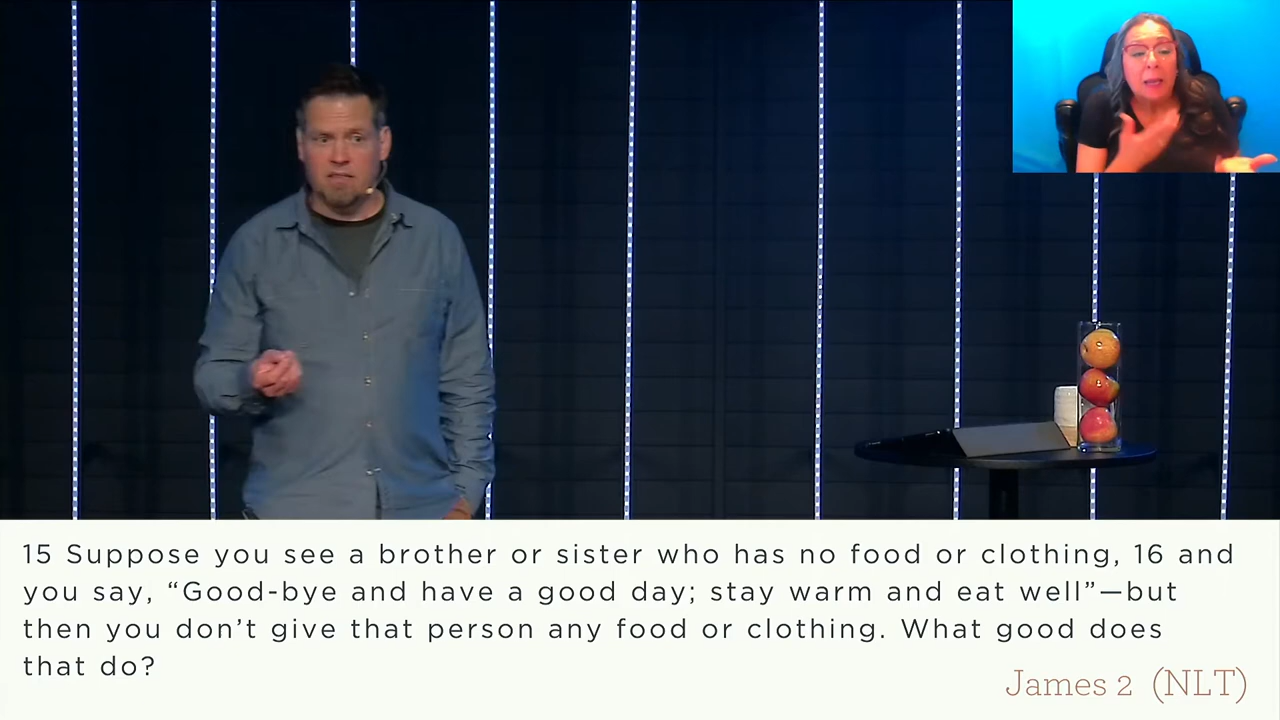 15 Suppose you see a brother or sister who has no food or clothing, 16 and
you say, “Good-bye and have a good day; stay warm and eat well”—but
then you don’t give that person any food or clothing. What good does
that do?
James 2 (NLT)